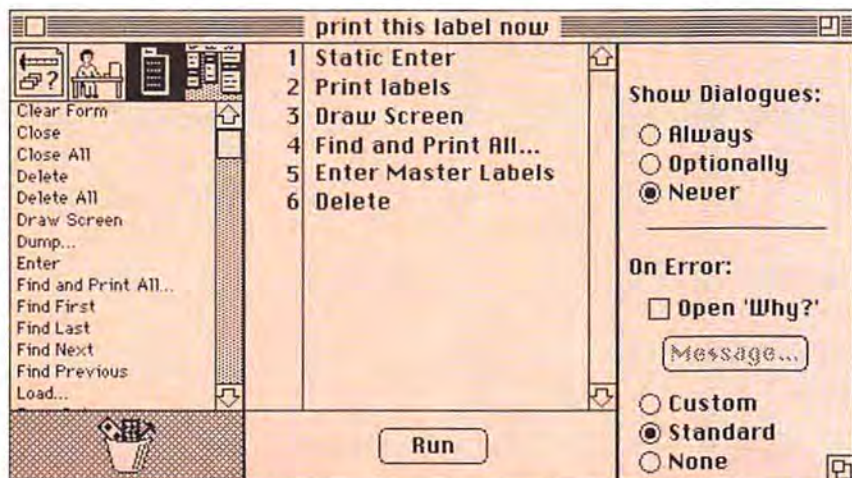 print this label now
?
Clear Form
Close
Close All
Delete
Delete All
Draw Screen
Dump...
Enter
Find and Print All...
Find First
Find Last
Find Next
Find Previous
Load...
1 Static Enter
2 Print labels
3 Draw Screen
4 Find and Print All...
5 Enter Master Labels
6 Delete
Run
Show Dialogues:
Always
Optionally
Never
On Error:
Open 'Why?'
Message...
Custom
Standard
None